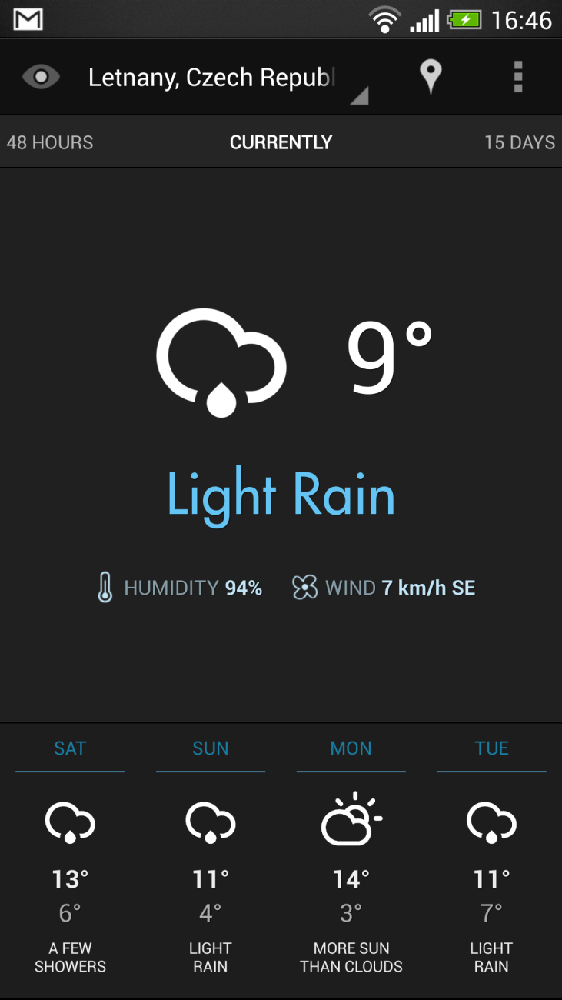 16:46
Letnany, Czech Republ
48 HOURS CURRENTLY 15 DAYS
9°
Light Rain
HUMIDITY 94% WIND 7 km/h SE
SAT SUN MON TUE
13° 11° 14° 11°
6° 4° 3° 7°
A FEW LIGHT MORE SUN LIGHT
SHOWERS RAIN THAN CLOUDS RAIN